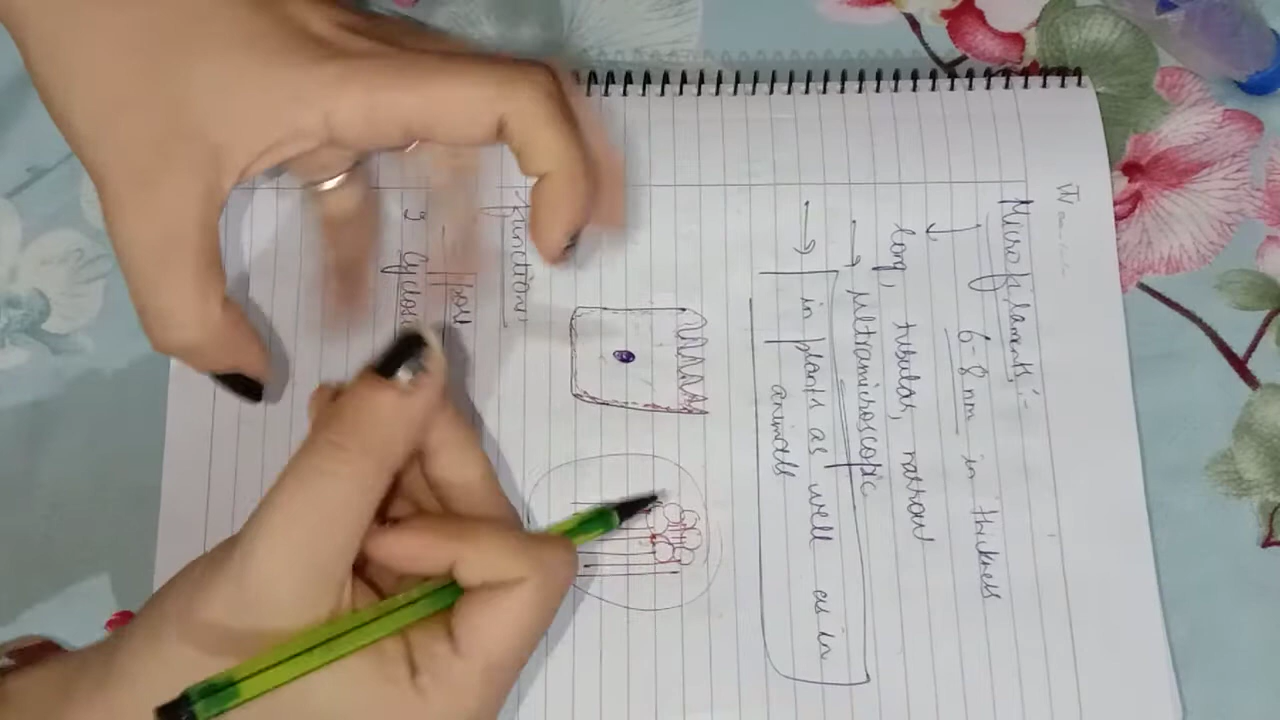 Microfilaments :-
6-8 nm in thickness
long, tubular, narrow
→ ultramicroscopic
→ in plants as well as in
animals
Function: